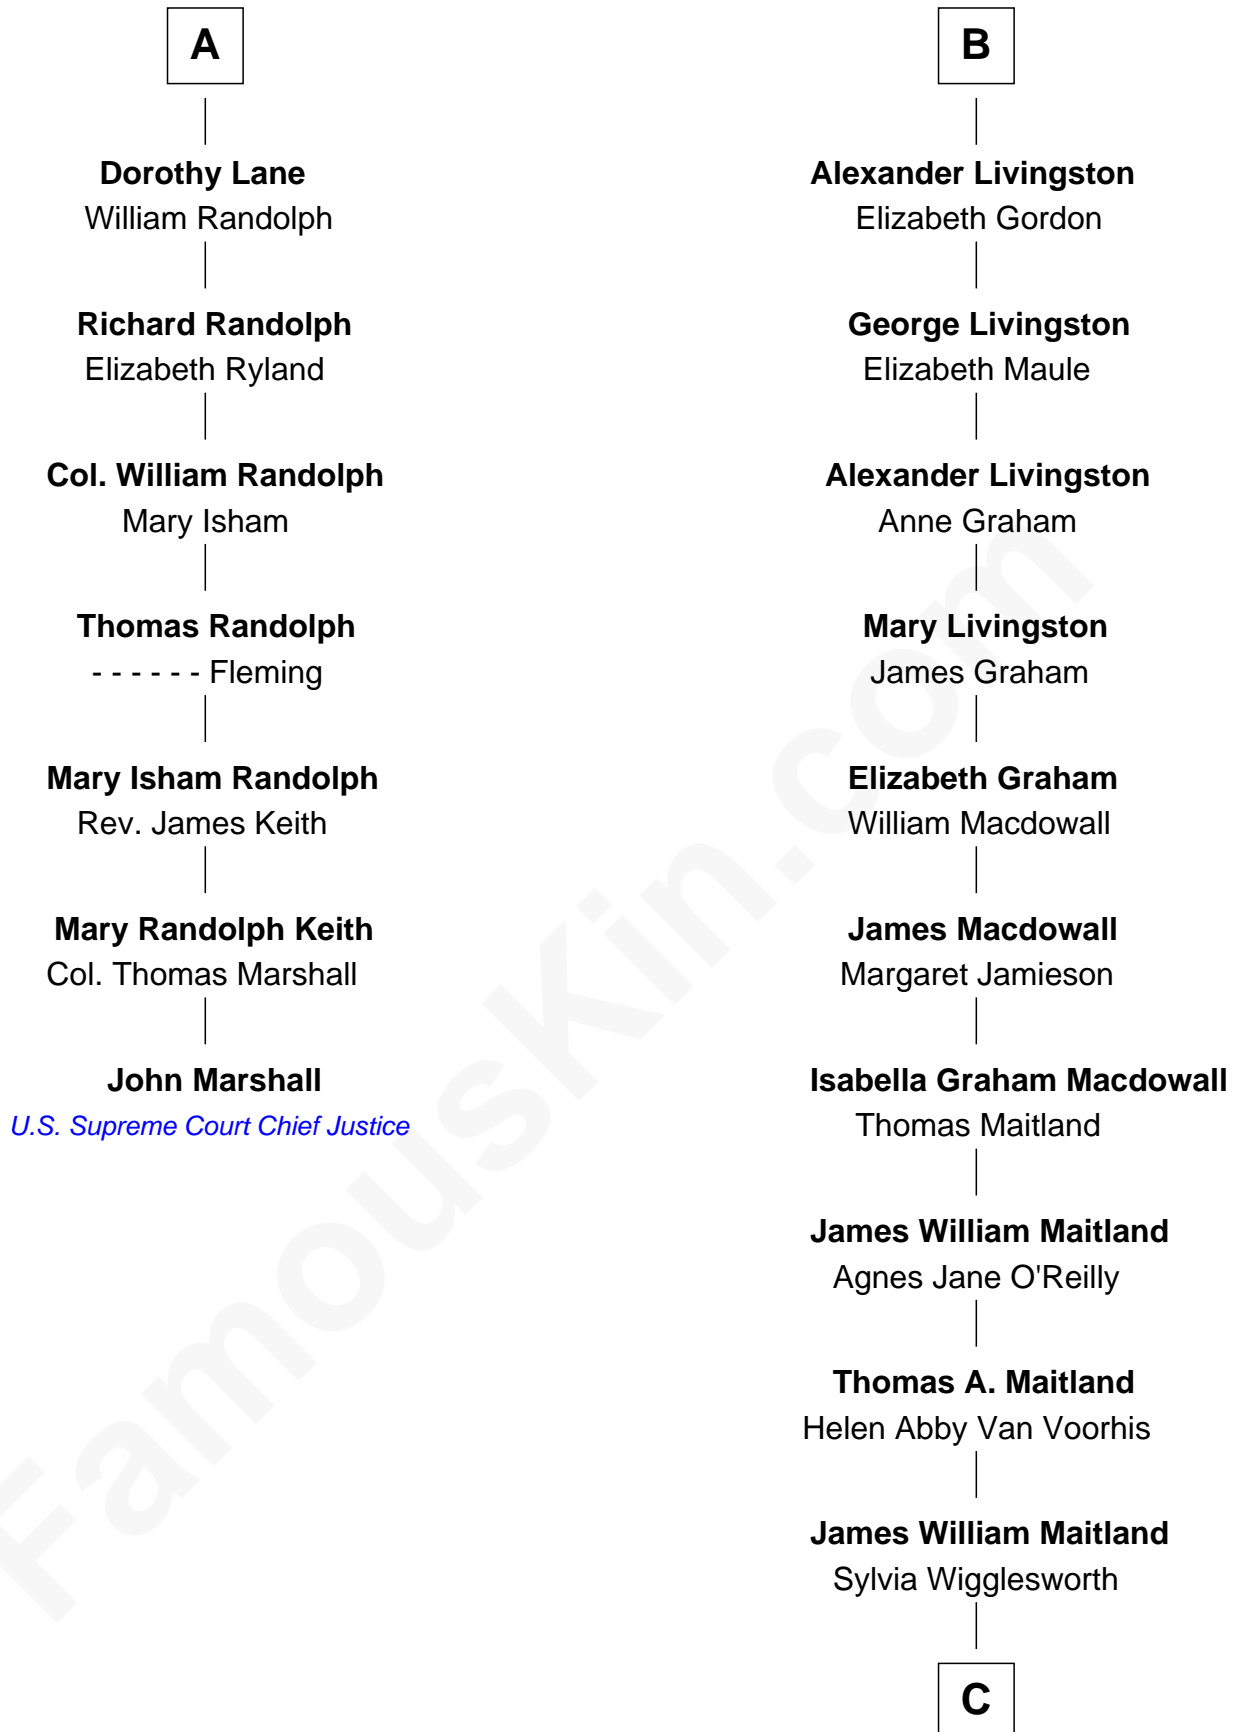 A
Dorothy Lane
William Randolph
Richard Randolph
Elizabeth Ryland
Col. William Randolph
Mary Isham
Thomas Randolph
- - - - - - Fleming
Mary Isham Randolph
Rev. James Keith
Mary Randolph Keith
Col. Thomas Marshall
John Marshall
U.S. Supreme Court Chief Justice
B
Alexander Livingston
Elizabeth Gordon
George Livingston
Elizabeth Maule
Alexander Livingston
Anne Graham
Mary Livingston
James Graham
Elizabeth Graham
William Macdowall
James Macdowall
Margaret Jamieson
Isabella Graham Macdowall
Thomas Maitland
James William Maitland
Agnes Jane O'Reilly
Thomas A. Maitland
Helen Abby Van Voorhis
James William Maitland
Sylvia Wigglesworth
C
FamousKin.com